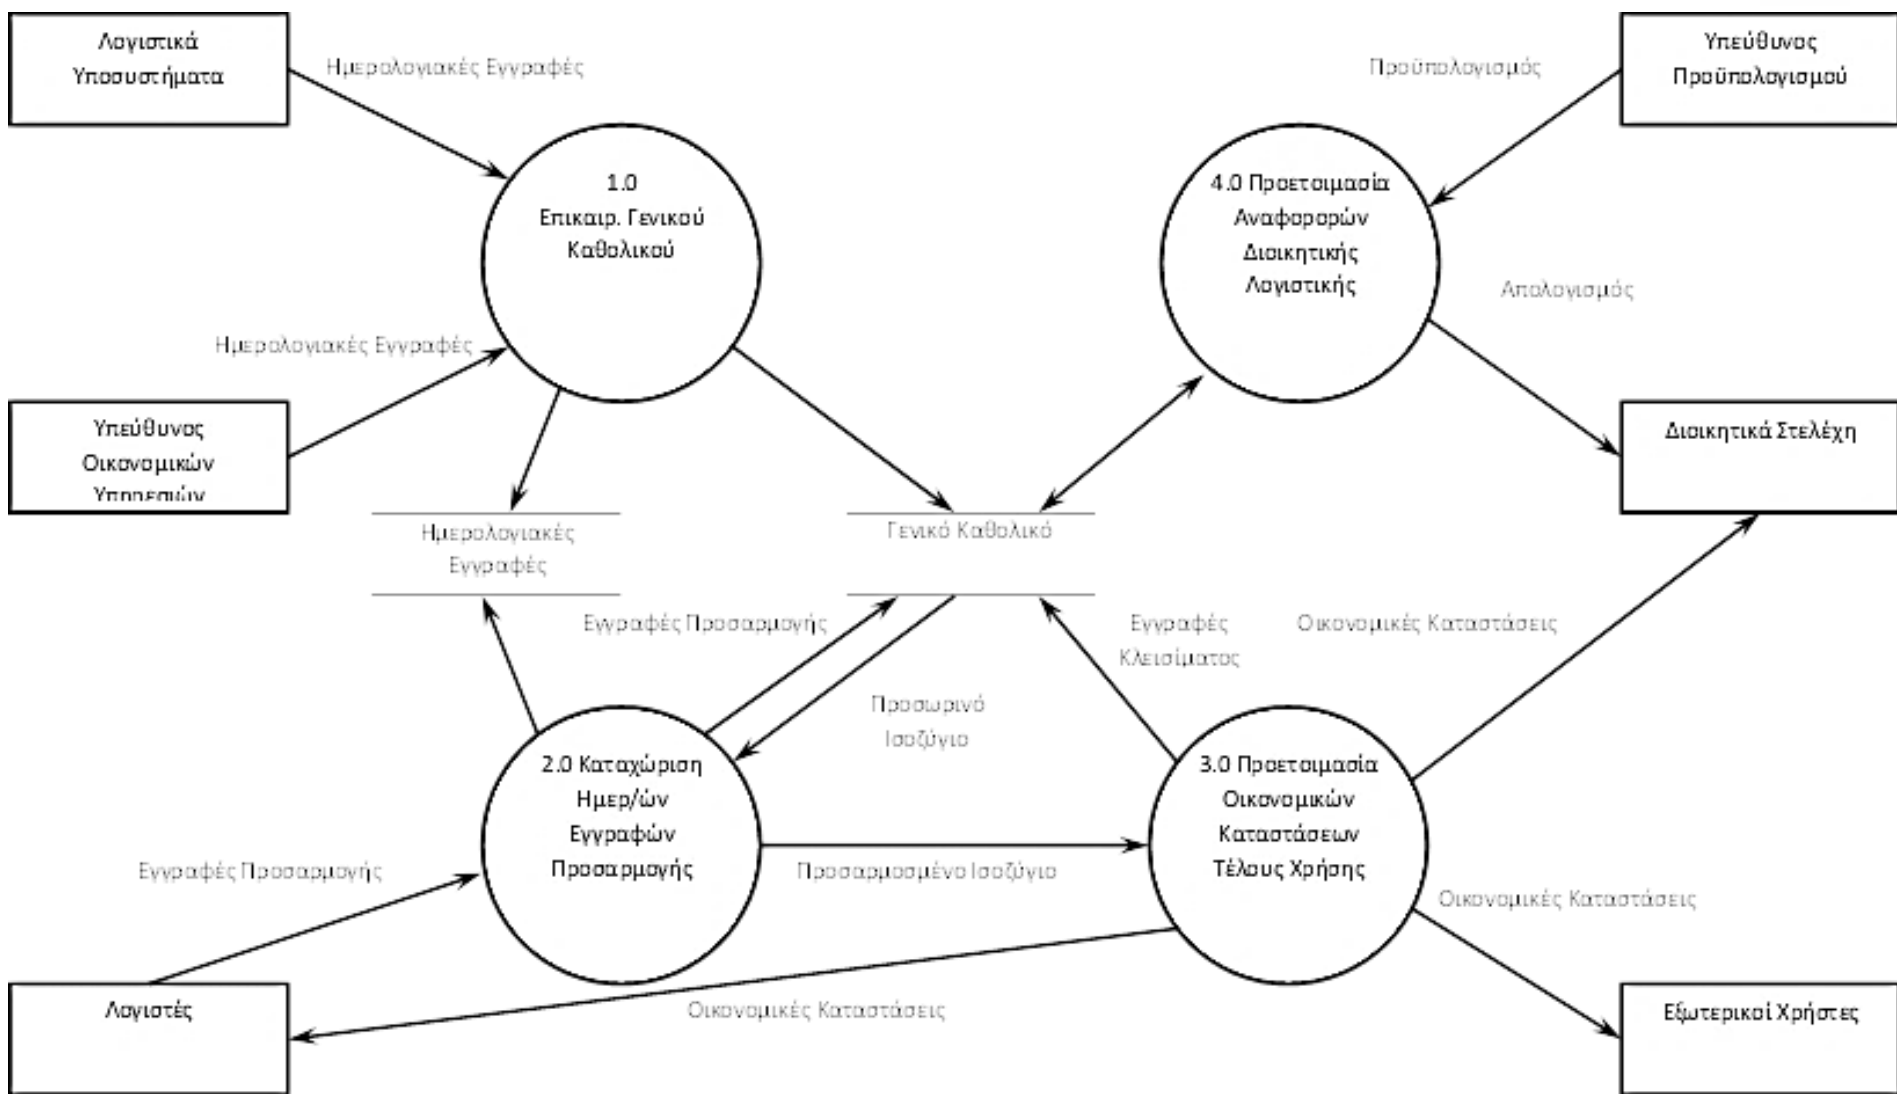 Λογιστικά
Υποσυστήματα
Ημερολογιακές Εγγραφές
Προϋπολογισμός
Υπεύθυνος
Προϋπολογισμού
1.0
Επικαιρ. Γενικού
Καθολικού
4.0 Προετοιμασία
Αναφορορών
Διοικητικής
Λογιστικής
Απολογισμός
Ημερολογιακές Εγγραφές
Υπεύθυνος
Οικονομικών
Υπηρεσιών
Διοικητικά Στελέχη
Ημερολογιακές
Εγγραφές
Γενικό Καθολικό
Εγγραφές Προσαρμογής
Εγγραφές
Κλεισίματος
Οικονομικές Καταστάσεις
Προσωρινό
Ισοζύγιο
2.0 Καταχώριση
Ημερ/ών
Εγγραφών
Προσαρμογής
3.0 Προετοιμασία
Οικονομικών
Καταστάσεων
Τέλους Χρήσης
Εγγραφές Προσαρμογής
Προσαρμοσμένο Ισοζύγιο
Οικονομικές Καταστάσεις
Λογιστές
Οικονομικές Καταστάσεις
Εξωτερικοί Χρήστες